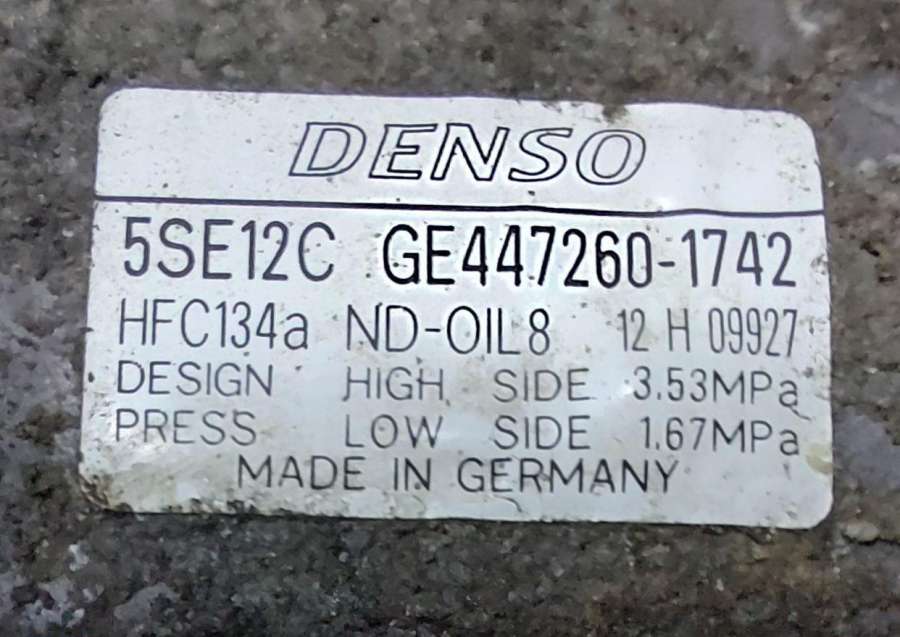 DENSO
5SE12C GE447260-1742
HFC134a ND-OIL8 12 H 09927
DESIGN HIGH SIDE 3.53MPa
PRESS LOW SIDE 1.67MPa
MADE IN GERMANY